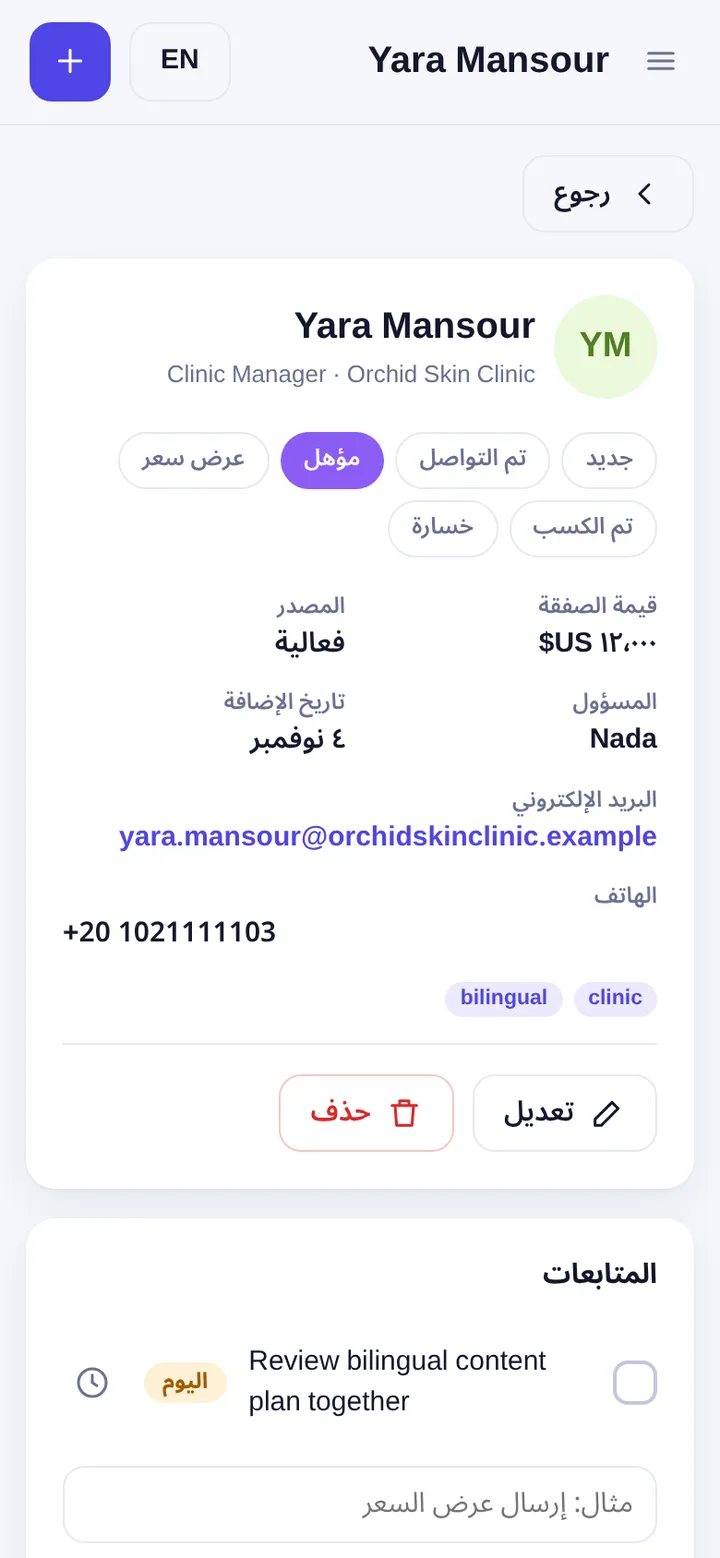 Yara Mansour
EN
رجوع
YM
Yara Mansour
Clinic Manager · Orchid Skin Clinic
جديد
تم التواصل
مؤهل
عرض سعر
تم الكسب
خسارة
قيمة الصفقة
US$ ١٢،٠٠٠
المصدر
فعالية
المسؤول
Nada
تاريخ الإضافة
٤ نوفمبر
البريد الإلكتروني
yara.mansour@orchidskinclinic.example
الهاتف
+20 1021111103
clinic
bilingual
تعديل
حذف
المتابعات
Review bilingual content
plan together
اليوم
مثال: إرسال عرض السعر